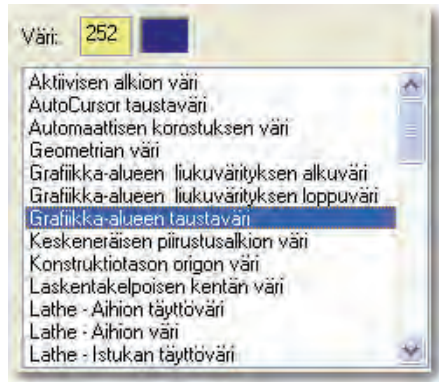 Väri: 252
Aktiivisen alkion väri
AutoCursor taustaväri
Automaattisen korostuksen väri
Geometrian väri
Grafiikka-alueen liukuvärityksen alkuväri
Grafiikka-alueen liukuvärityksen loppuväri
Grafiikka-alueen taustaväri
Keskeneräisen piirustusalkion väri
Konstruktiotason origon väri
Laskentakelpoisen kentän väri
Lathe - Aihion täyttöväri
Lathe - Aihion väri
Lathe - Istukan täyttöväri